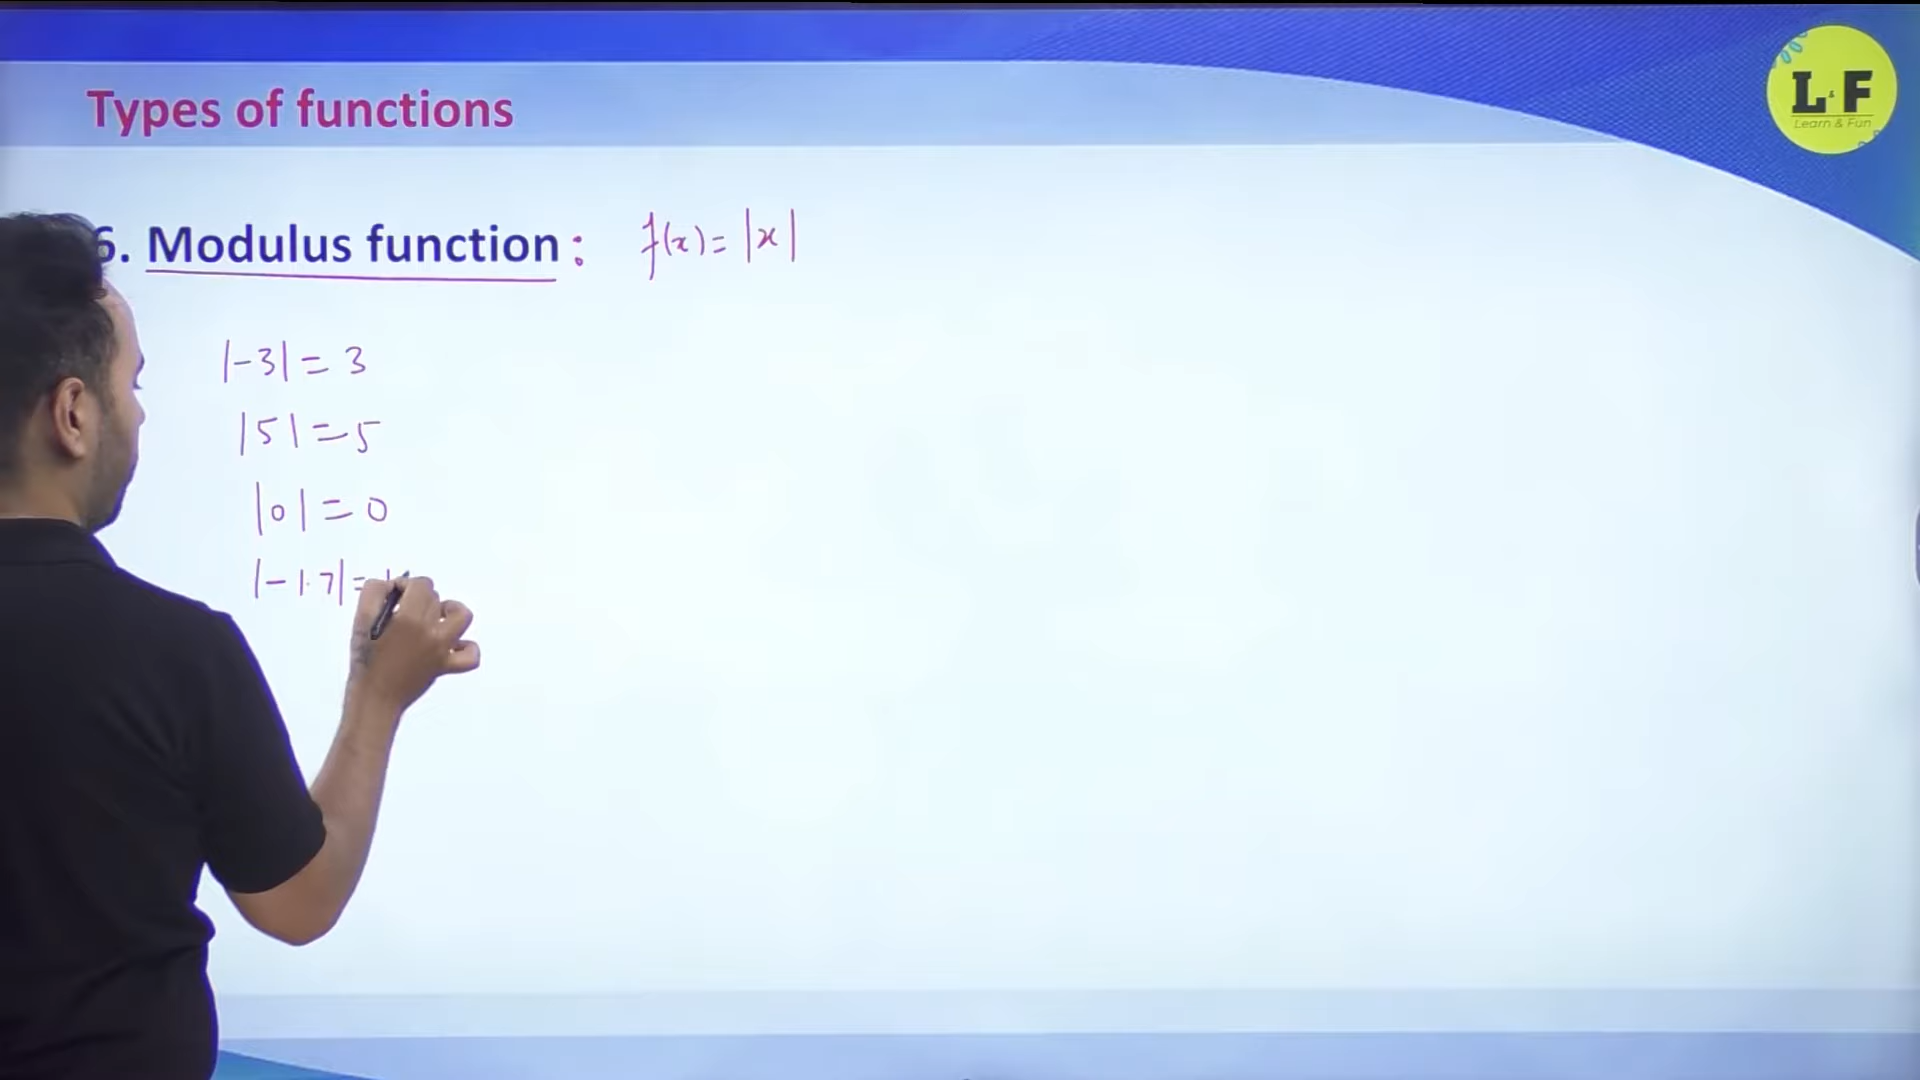 Types of functions
L&F
Learn & Fun
6. Modulus function: f(x) = |x|
|-3| = 3
|5| = 5
|0| = 0
|-1.7| =